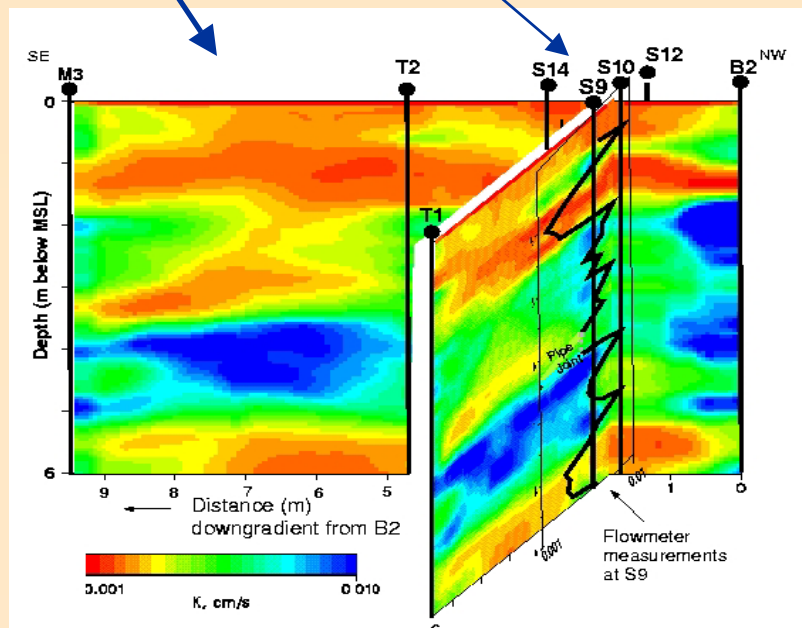 SE
NW
M3
T2
S14
S9
S10
S12
B2
T1
0
Depth (m below MSL)
6
Pipe
Joint
9
8
7
6
5
1
0
0.01
0.001
Distance (m)
downgradient from B2
Flowmeter
measurements
at S9
0.001
0.010
K, cm/s